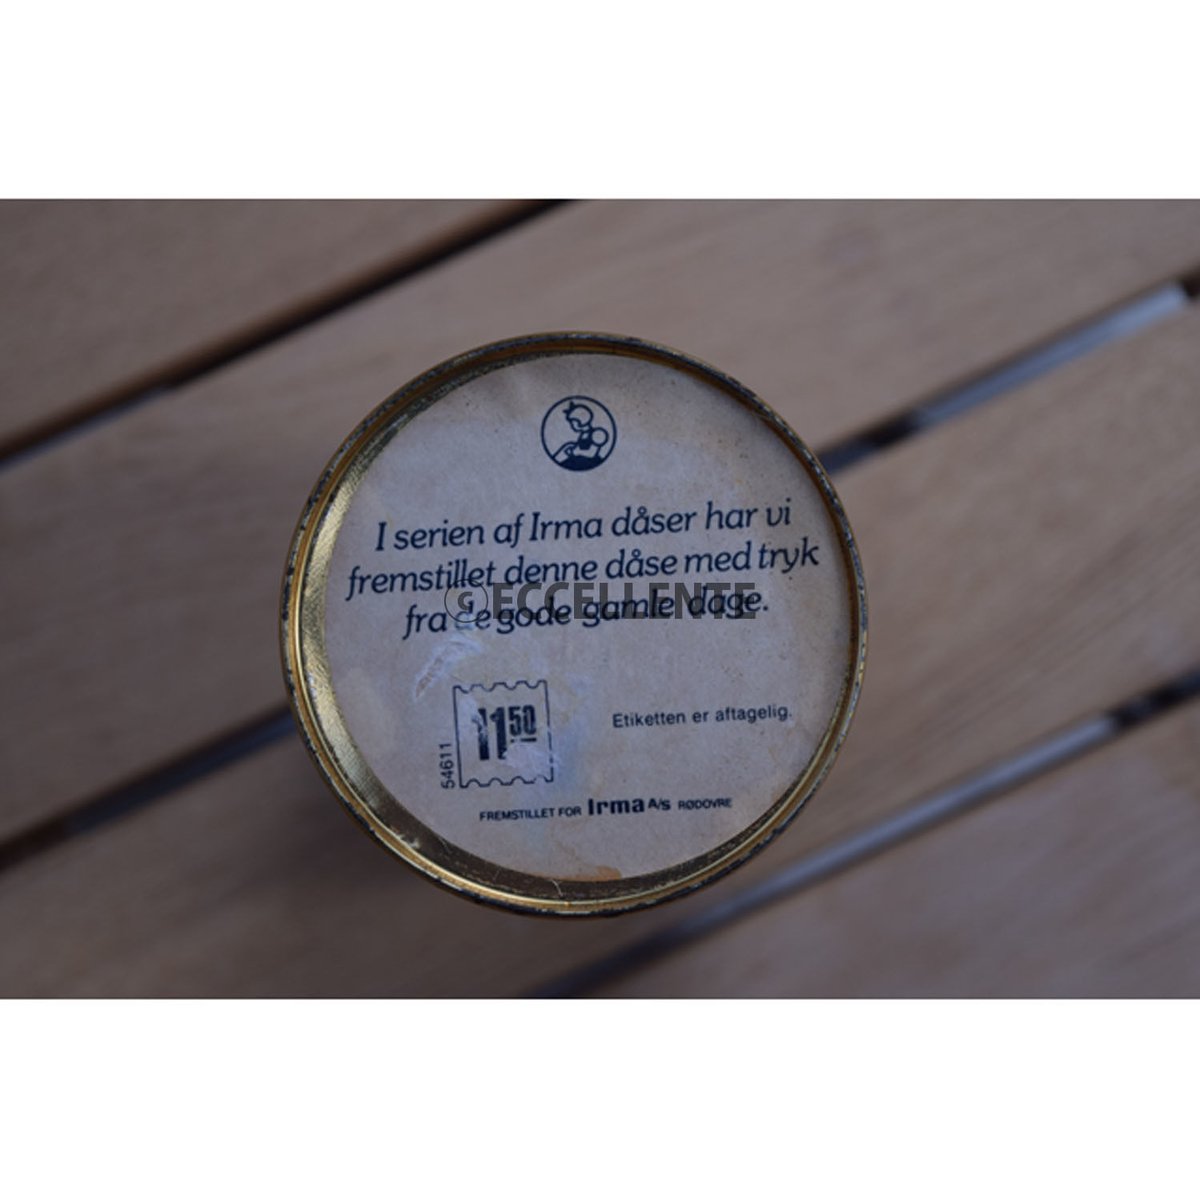 I serien af Irma dåser har vi
fremstillet denne dåse med tryk
fra de gode gamle dage.
©ECCELLENTE
11.50
54611
Etiketten er aftagelig.
FREMSTILLET FOR Irma A/S RØDOVRE